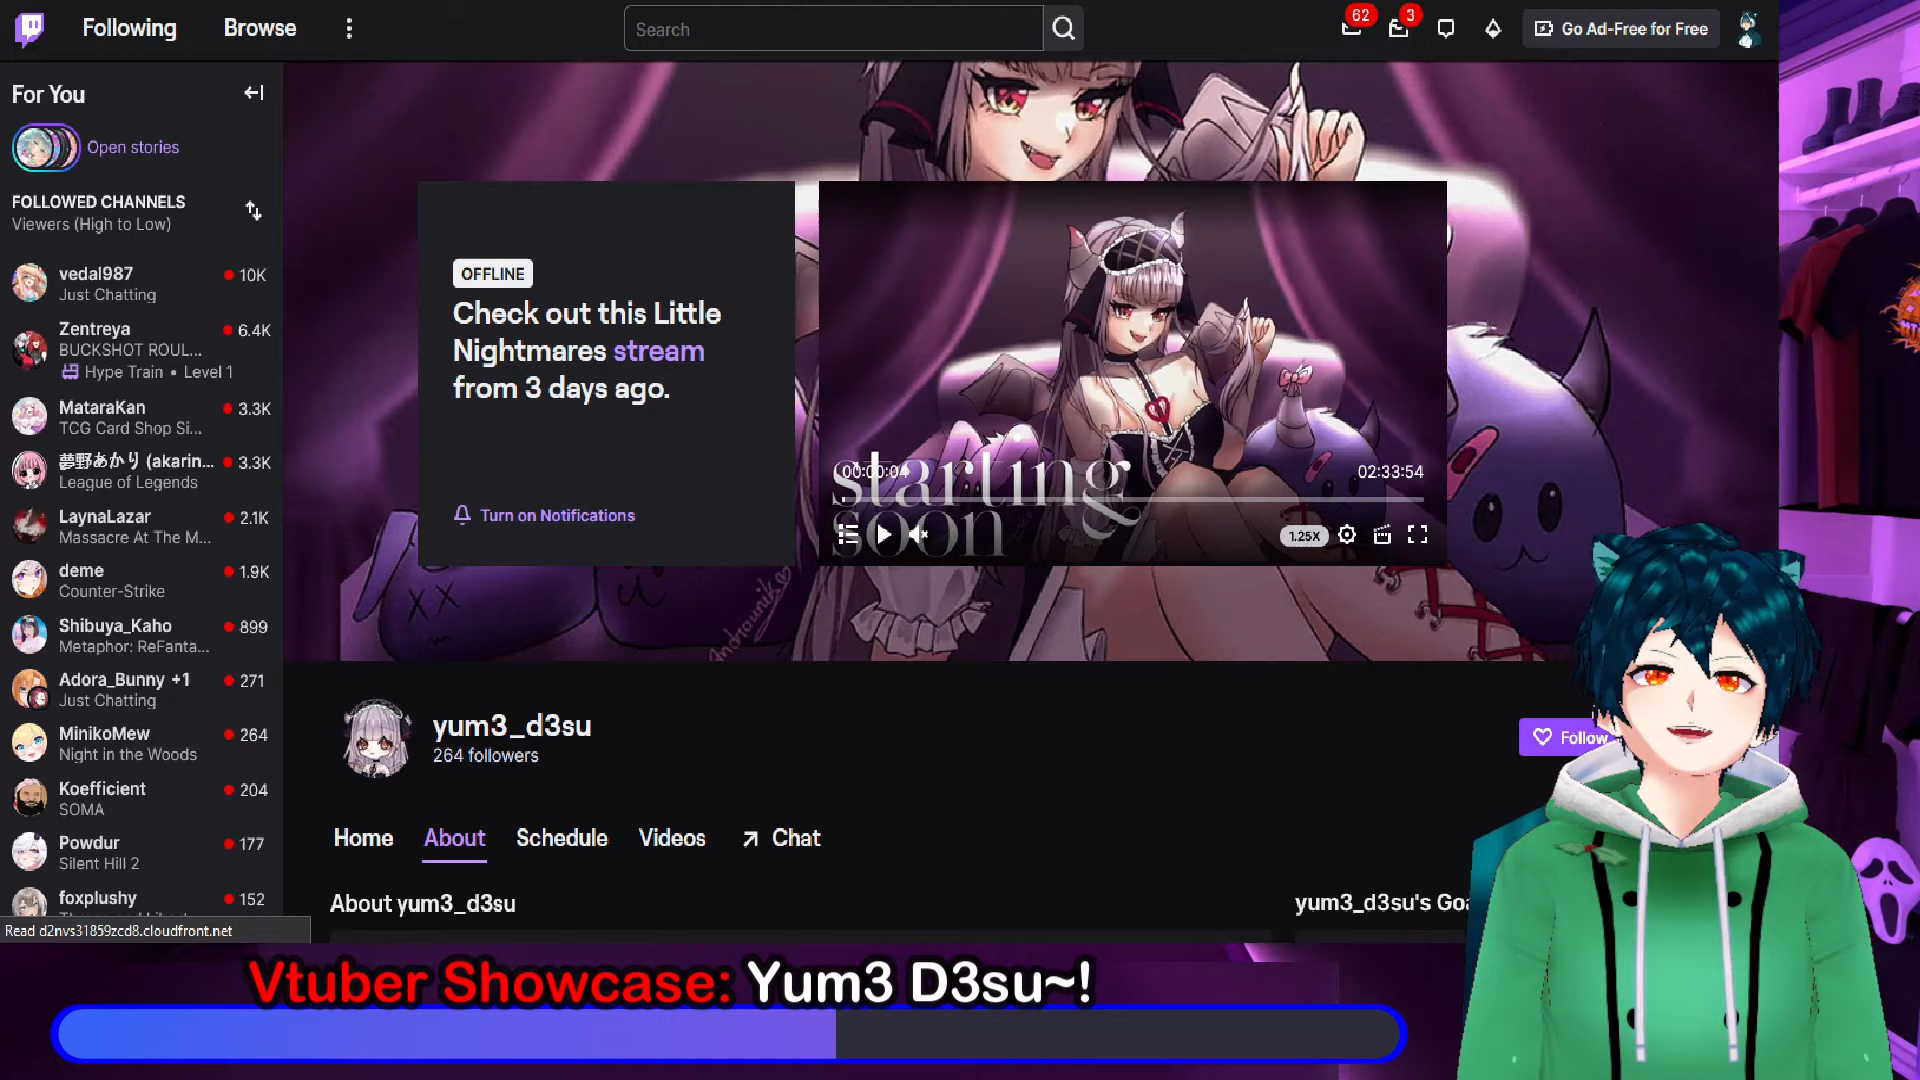 Following
Browse
Search
62
3
Go Ad-Free for Free
For You
Open stories
FOLLOWED CHANNELS
Viewers (High to Low)
vedal987
10K
Just Chatting
Zentreya
6.4K
BUCKSHOT ROUL...
Hype Train • Level 1
MataraKan
3.3K
TCG Card Shop Si...
夢野あかり (akarin...
3.3K
League of Legends
LaynaLazar
2.1K
Massacre At The M...
deme
1.9K
Counter-Strike
Shibuya_Kaho
899
Metaphor: ReFanta...
Adora_Bunny +1
271
Just Chatting
MinikoMew
264
Night in the Woods
Koefficient
204
SOMA
Powdur
177
Silent Hill 2
foxplushy
152
Read d2nvs31859zcd8.cloudfront.net
OFFLINE
Check out this Little
Nightmares stream
from 3 days ago.
Turn on Notifications
00:00:04
02:33:54
starting
soon
1.25X
yum3_d3su
264 followers
Follow
Home
About
Schedule
Videos
Chat
About yum3_d3su
yum3_d3su's Goa
Vtuber Showcase: Yum3 D3su~!